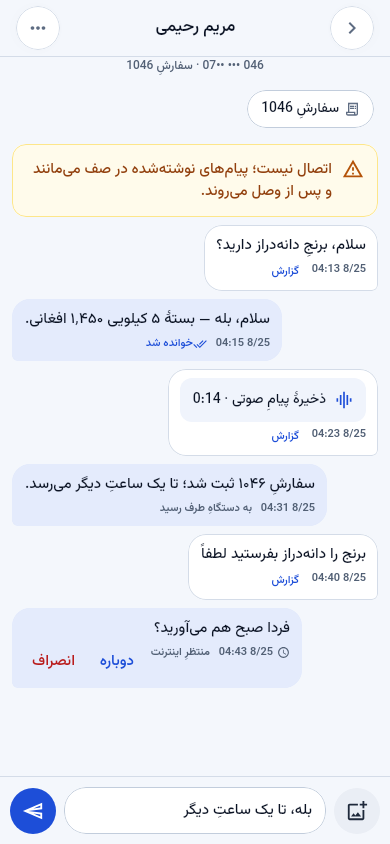 مریم رحیمی
046 ••• ••07 · سفارشِ 1046
سفارشِ 1046
اتصال نیست؛ پیام‌های نوشته‌شده در صف می‌مانند
و پس از وصل می‌روند.
سلام، برنجِ دانه‌دراز دارید؟
04:13 8/25 گزارش
سلام، بله — بستهٔ ۵ کیلویی ۱,۴۵۰ افغانی.
04:15 8/25 خوانده شد
ذخیرهٔ پیامِ صوتی · 0:14
04:23 8/25 گزارش
سفارشِ ۱۰۴۶ ثبت شد؛ تا یک ساعتِ دیگر می‌رسد.
04:31 8/25 به دستگاهِ طرف رسید
برنج را دانه‌دراز بفرستید لطفاً
04:40 8/25 گزارش
فردا صبح هم می‌آورید؟
04:43 8/25 منتظرِ اینترنت
دوباره انصراف
بله، تا یک ساعتِ دیگر